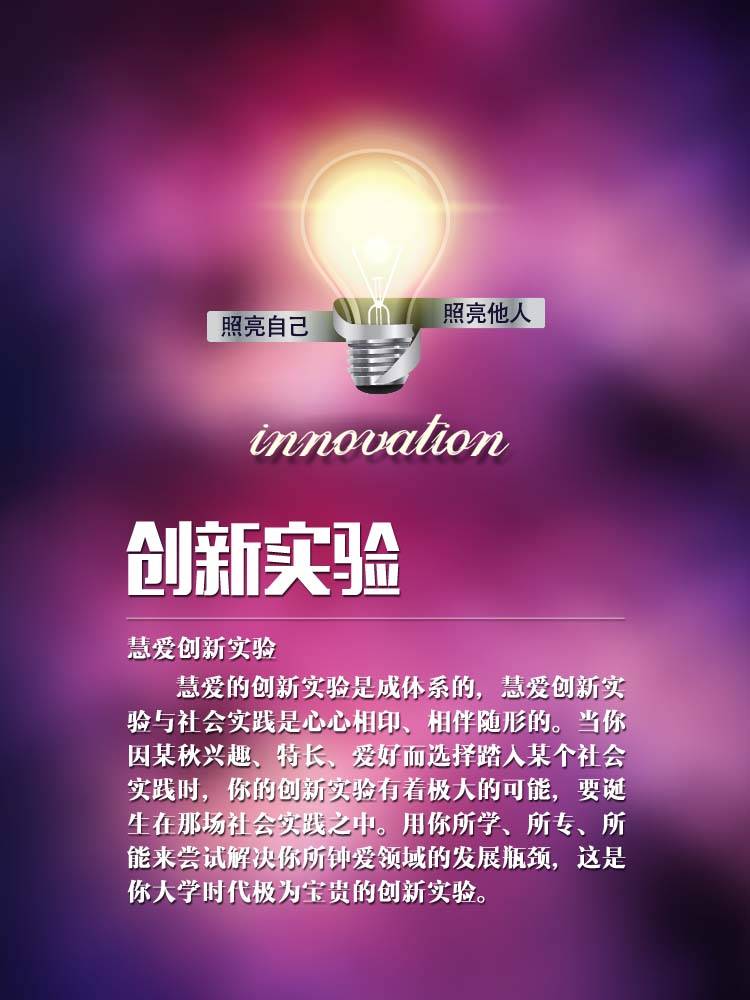 照亮自己
照亮他人
innovation
创新实验
慧爱创新实验
慧爱的创新实验是成体系的，慧爱创新实
验与社会实践是心心相印、相伴随形的。当你
因某秋兴趣、特长、爱好而选择踏入某个社会
实践时，你的创新实验有着极大的可能，要诞
生在那场社会实践之中。用你所学、所专、所
能来尝试解决你所钟爱领域的发展瓶颈，这是
你大学时代极为宝贵的创新实验。